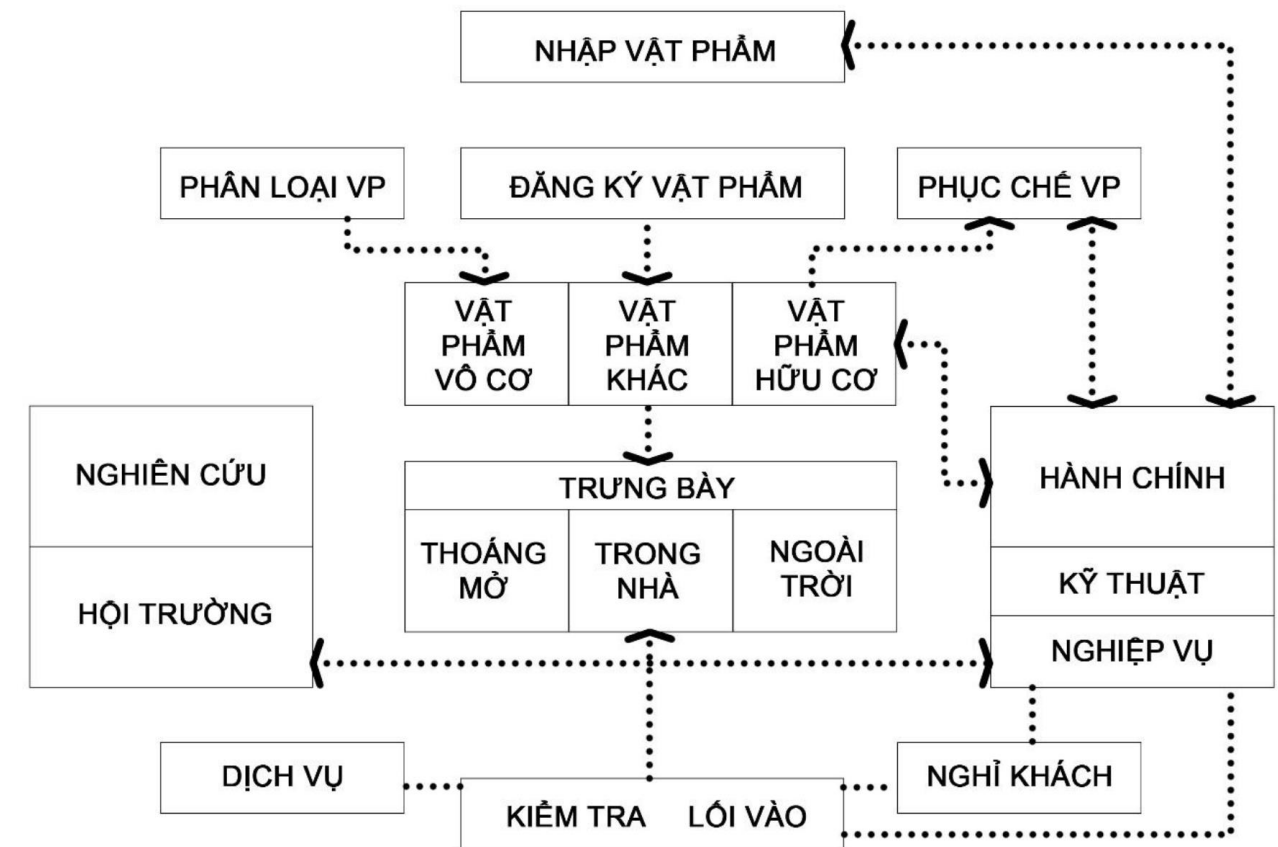 NHẬP VẬT PHẨM
PHÂN LOẠI VP
ĐĂNG KÝ VẬT PHẨM
PHỤC CHẾ VP
VẬT
PHẨM
VÔ CƠ
VẬT
PHẨM
KHÁC
VẬT
PHẨM
HỮU CƠ
NGHIÊN CỨU
HỘI TRƯỜNG
TRƯNG BÀY
THOÁNG
MỞ
TRONG
NHÀ
NGOÀI
TRỜI
HÀNH CHÍNH
KỸ THUẬT
NGHIỆP VỤ
DỊCH VỤ
KIỂM TRA LỐI VÀO
NGHỈ KHÁCH